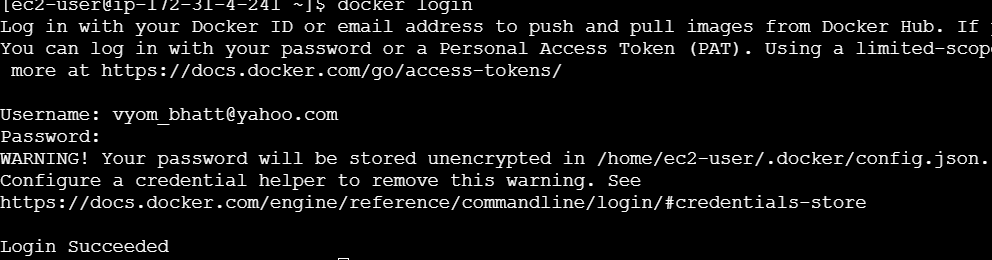 [ec2-user@ip-172-31-4-241 ~]$ docker login
Log in with your Docker ID or email address to push and pull images from Docker Hub. If
You can log in with your password or a Personal Access Token (PAT). Using a limited-scope
more at https://docs.docker.com/go/access-tokens/
Username: vyom_bhatt@yahoo.com
Password:
WARNING! Your password will be stored unencrypted in /home/ec2-user/.docker/config.json.
Configure a credential helper to remove this warning. See
https://docs.docker.com/engine/reference/commandline/login/#credentials-store
Login Succeeded